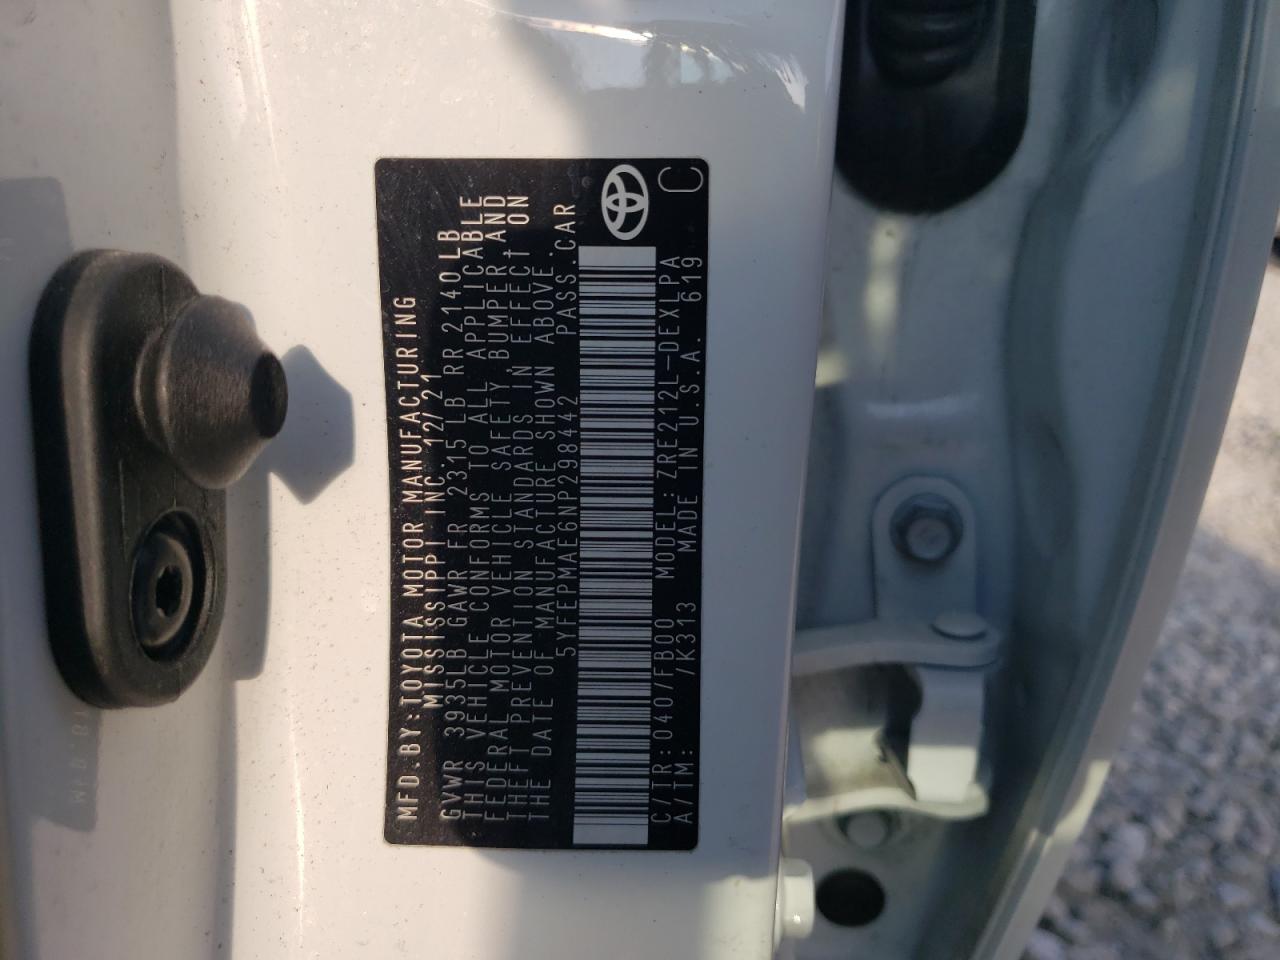 MFD.BY:TOYOTA MOTOR MANUFACTURING
MISSISSIPPI INC. 12/21
GVWR 3935LB GAWR FR 2315 LB RR 2140LB
THIS VEHICLE CONFORMS TO ALL APPLICABLE
FEDERAL MOTOR VEHICLE SAFETY, BUMPER, AND
THEFT PREVENTION STANDARDS IN EFFECT ON
THE DATE OF MANUFACTURE SHOWN ABOVE.
5YFEPMAE6NP298442 PASS.CAR
C/TR:040/FB00 MODEL:ZRE212L-DEXLPA
A/TM: /K313 MADE IN U.S.A. 619
C